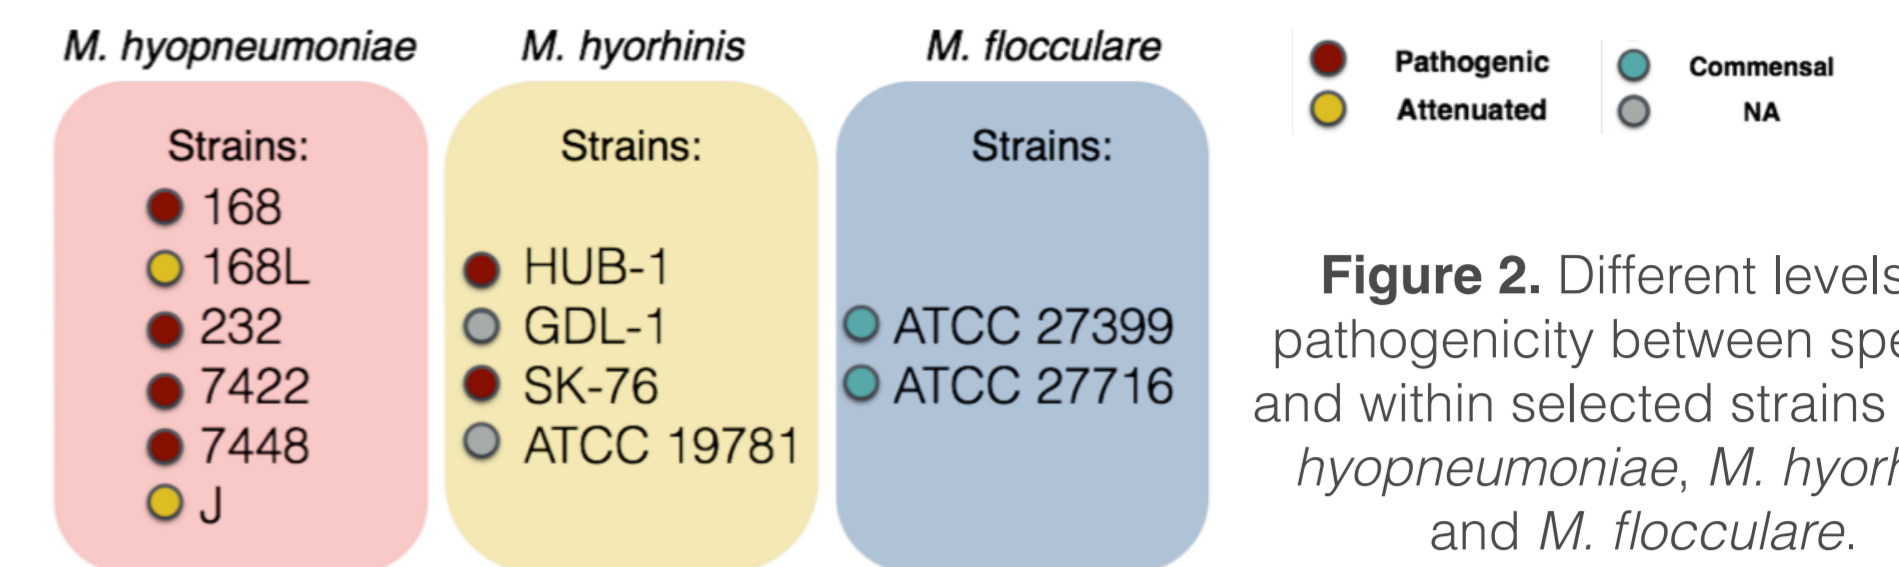 M. hyopneumoniae
Strains:
168
168L
232
7422
7448
J
M. hyorhinis
Strains:
HUB-1
GDL-1
SK-76
ATCC 19781
M. flocculare
Strains:
ATCC 27399
ATCC 27716
Pathogenic
Attenuated
Commensal
NA
Figure 2. Different levels
pathogenicity between
and within selected strains
hyopneumoniae, M.
and M. flocculare.